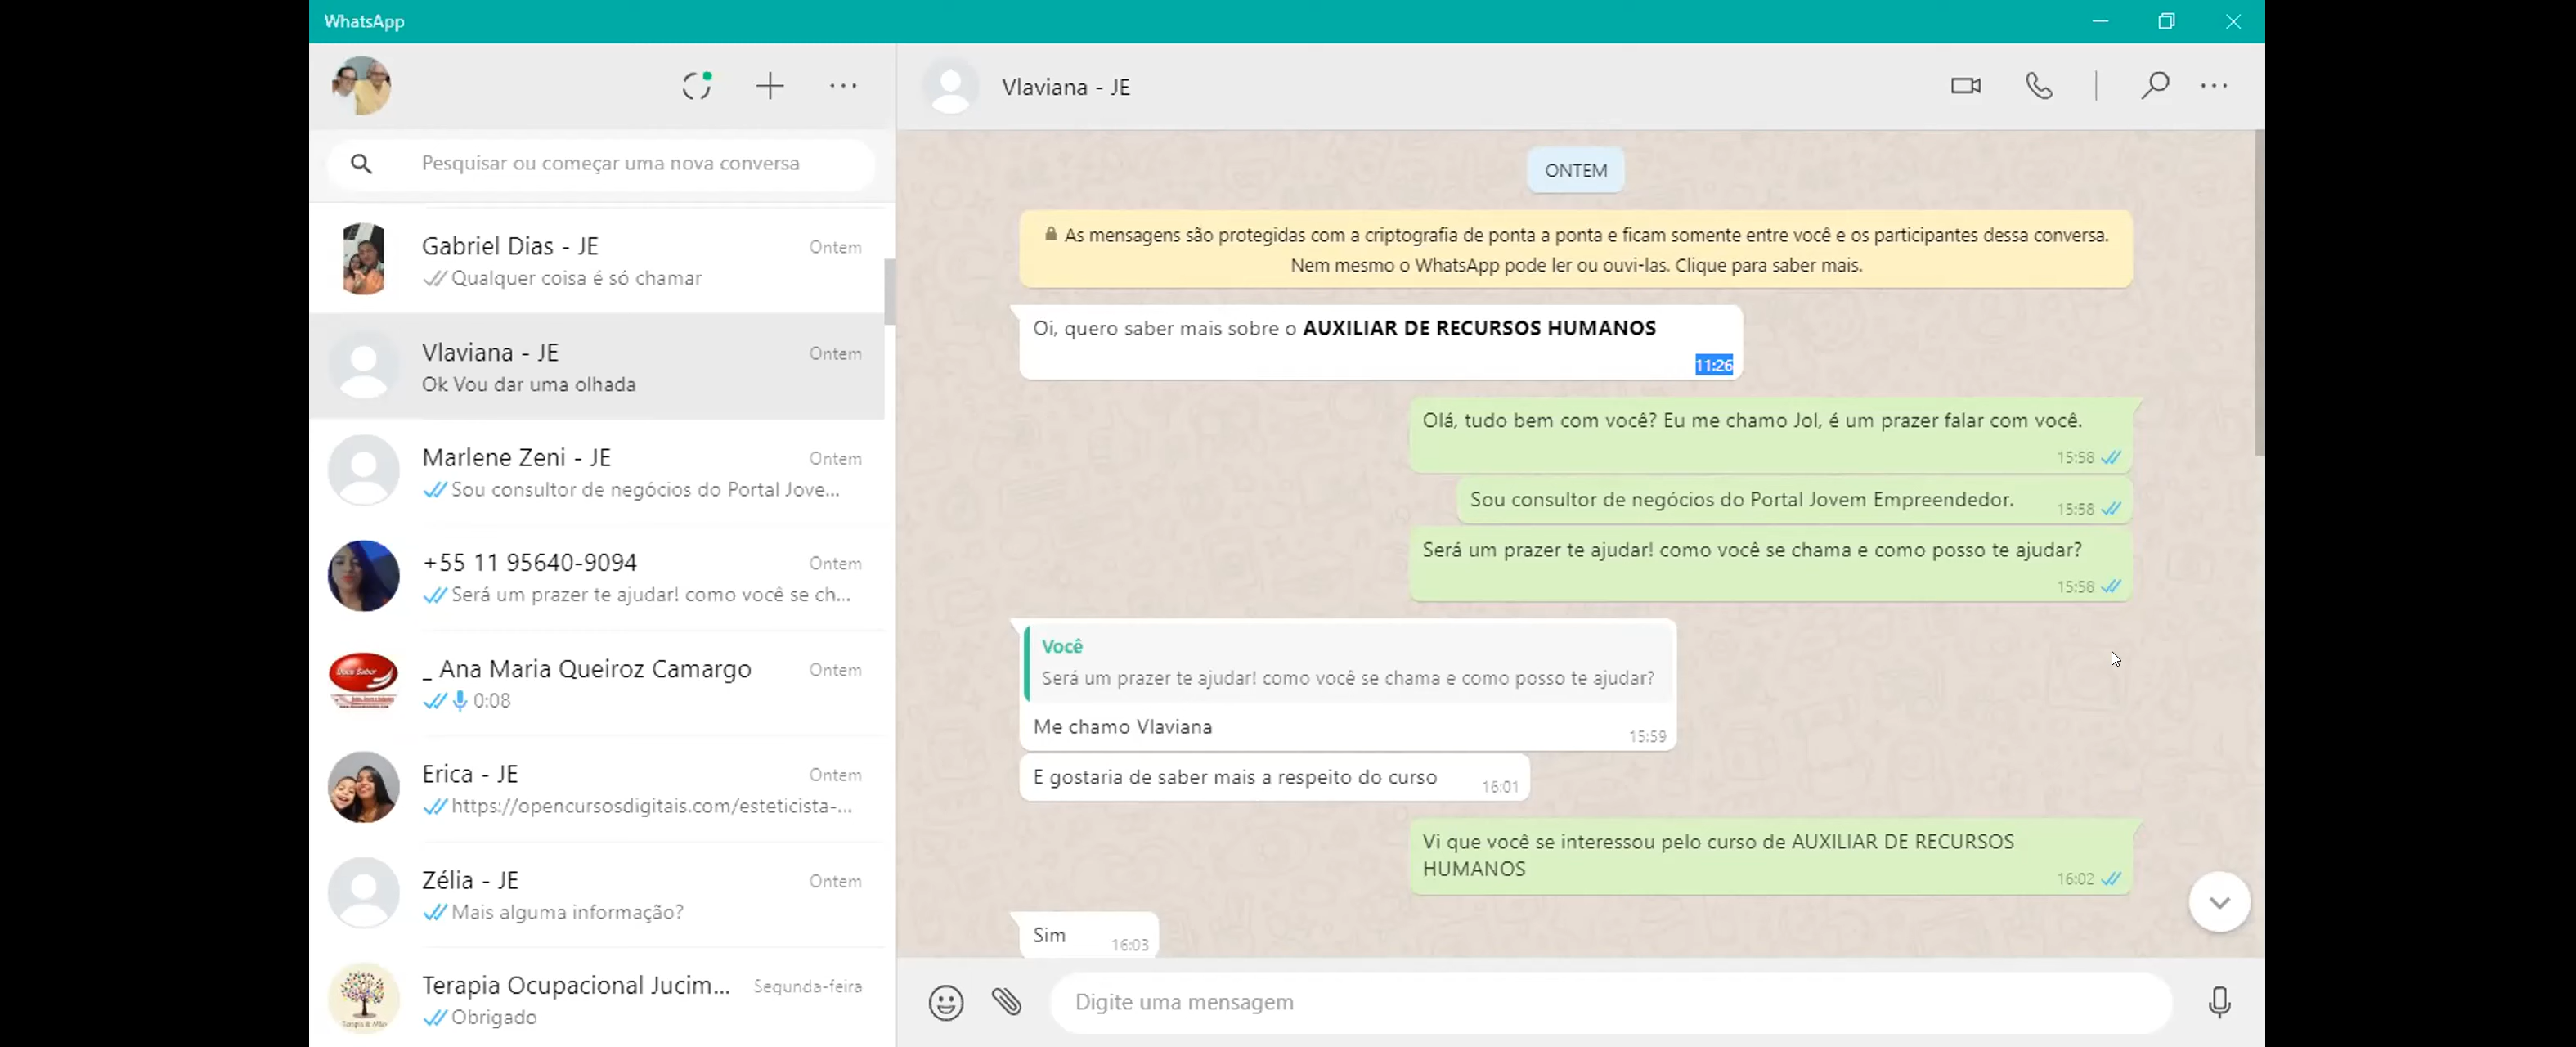 WhatsApp
Pesquisar ou começar uma nova conversa
Gabriel Dias - JE
Ontem
Qualquer coisa é só chamar
Vlaviana - JE
Ontem
Ok Vou dar uma olhada
Marlene Zeni - JE
Ontem
Sou consultor de negócios do Portal Jove...
+55 11 95640-9094
Ontem
Será um prazer te ajudar! como você se ch...
_ Ana Maria Queiroz Camargo
Ontem
0:08
Erica - JE
Ontem
https://opencursosdigitais.com/esteticista-...
Zélia - JE
Ontem
Mais alguma informação?
Terapia Ocupacional Jucim...
Segunda-feira
Obrigado
Vlaviana - JE
ONTEM
As mensagens são protegidas com a criptografia de ponta a ponta e ficam somente entre você e os participantes dessa conversa.
Nem mesmo o WhatsApp pode ler ou ouvi-las. Clique para saber mais.
Oi, quero saber mais sobre o AUXILIAR DE RECURSOS HUMANOS
11:26
Olá, tudo bem com você? Eu me chamo Jol, é um prazer falar com você.
15:58
Sou consultor de negócios do Portal Jovem Empreendedor.
15:58
Será um prazer te ajudar! como você se chama e como posso te ajudar?
15:58
Você
Será um prazer te ajudar! como você se chama e como posso te ajudar?
Me chamo Vlaviana
15:59
E gostaria de saber mais a respeito do curso
16:01
Vi que você se interessou pelo curso de AUXILIAR DE RECURSOS
HUMANOS
16:02
Sim
16:03
Digite uma mensagem